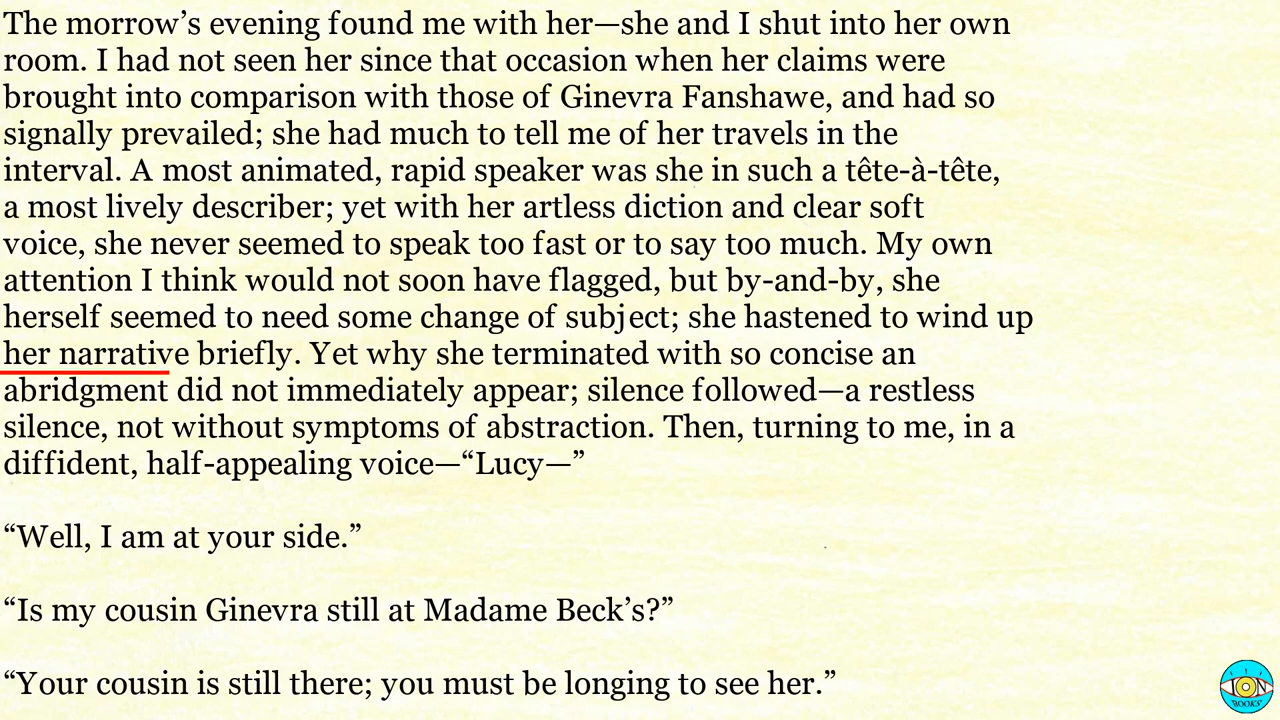 The morrow’s evening found me with her—she and I shut into her own
room. I had not seen her since that occasion when her claims were
brought into comparison with those of Ginevra Fanshawe, and had so
signally prevailed; she had much to tell me of her travels in the
interval. A most animated, rapid speaker was she in such a tête-à-tête,
a most lively describer; yet with her artless diction and clear soft
voice, she never seemed to speak too fast or to say too much. My own
attention I think would not soon have flagged, but by-and-by, she
herself seemed to need some change of subject; she hastened to wind up
her narrative briefly. Yet why she terminated with so concise an
abridgment did not immediately appear; silence followed—a restless
silence, not without symptoms of abstraction. Then, turning to me, in a
diffident, half-appealing voice—“Lucy—”
“Well, I am at your side.”
“Is my cousin Ginevra still at Madame Beck’s?”
“Your cousin is still there; you must be longing to see her.”
ION
BOOKS